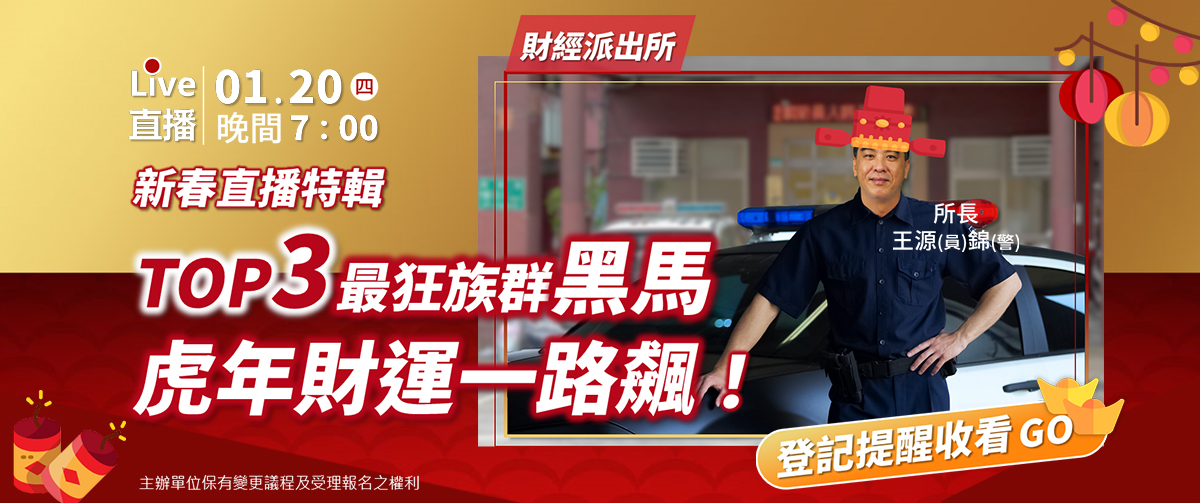 財經派出所
Live 直播
01.20 四
晚間 7:00
新春直播特輯
TOP3 最狂族群黑馬
虎年財運一路飆!
所長
王源(員)錦(警)
登記提醒收看 GO
主辦單位保有變更議程及受理報名之權利